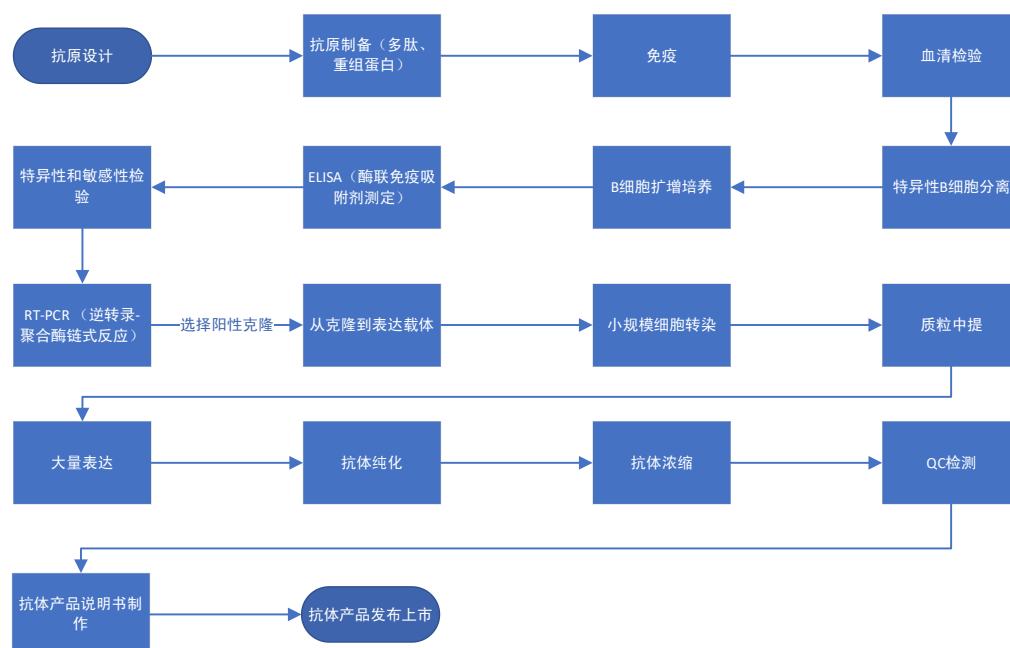 抗原设计
抗原制备（多肽、
重组蛋白）
免疫
血清检验
特异性B细胞分离
B细胞扩增培养
ELISA（酶联免疫吸
附剂测定）
特异性和敏感性检
验
RT-PCR（逆转录-
聚合酶链式反应）
选择阳性克隆
从克隆到表达载体
小规模细胞转染
质粒中提
大量表达
抗体纯化
抗体浓缩
QC检测
抗体产品说明书制
作
抗体产品发布上市